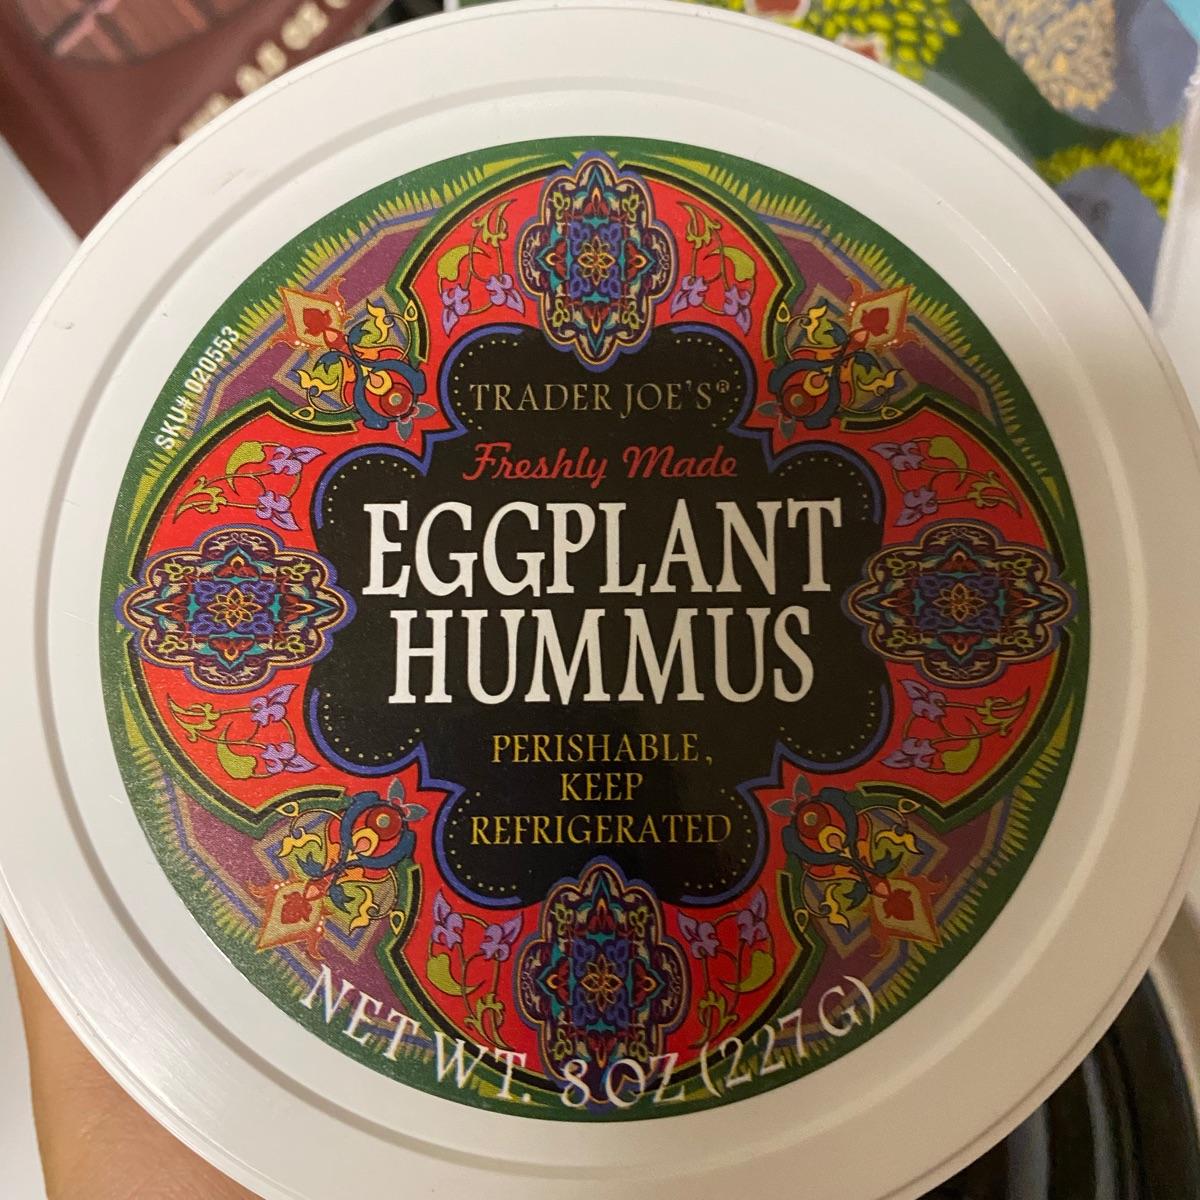 SKU# 020553
TRADER JOE'S®
Freshly Made
EGGPLANT
HUMMUS
PERISHABLE,
KEEP
REFRIGERATED
NET WT. 8 OZ (227 G)